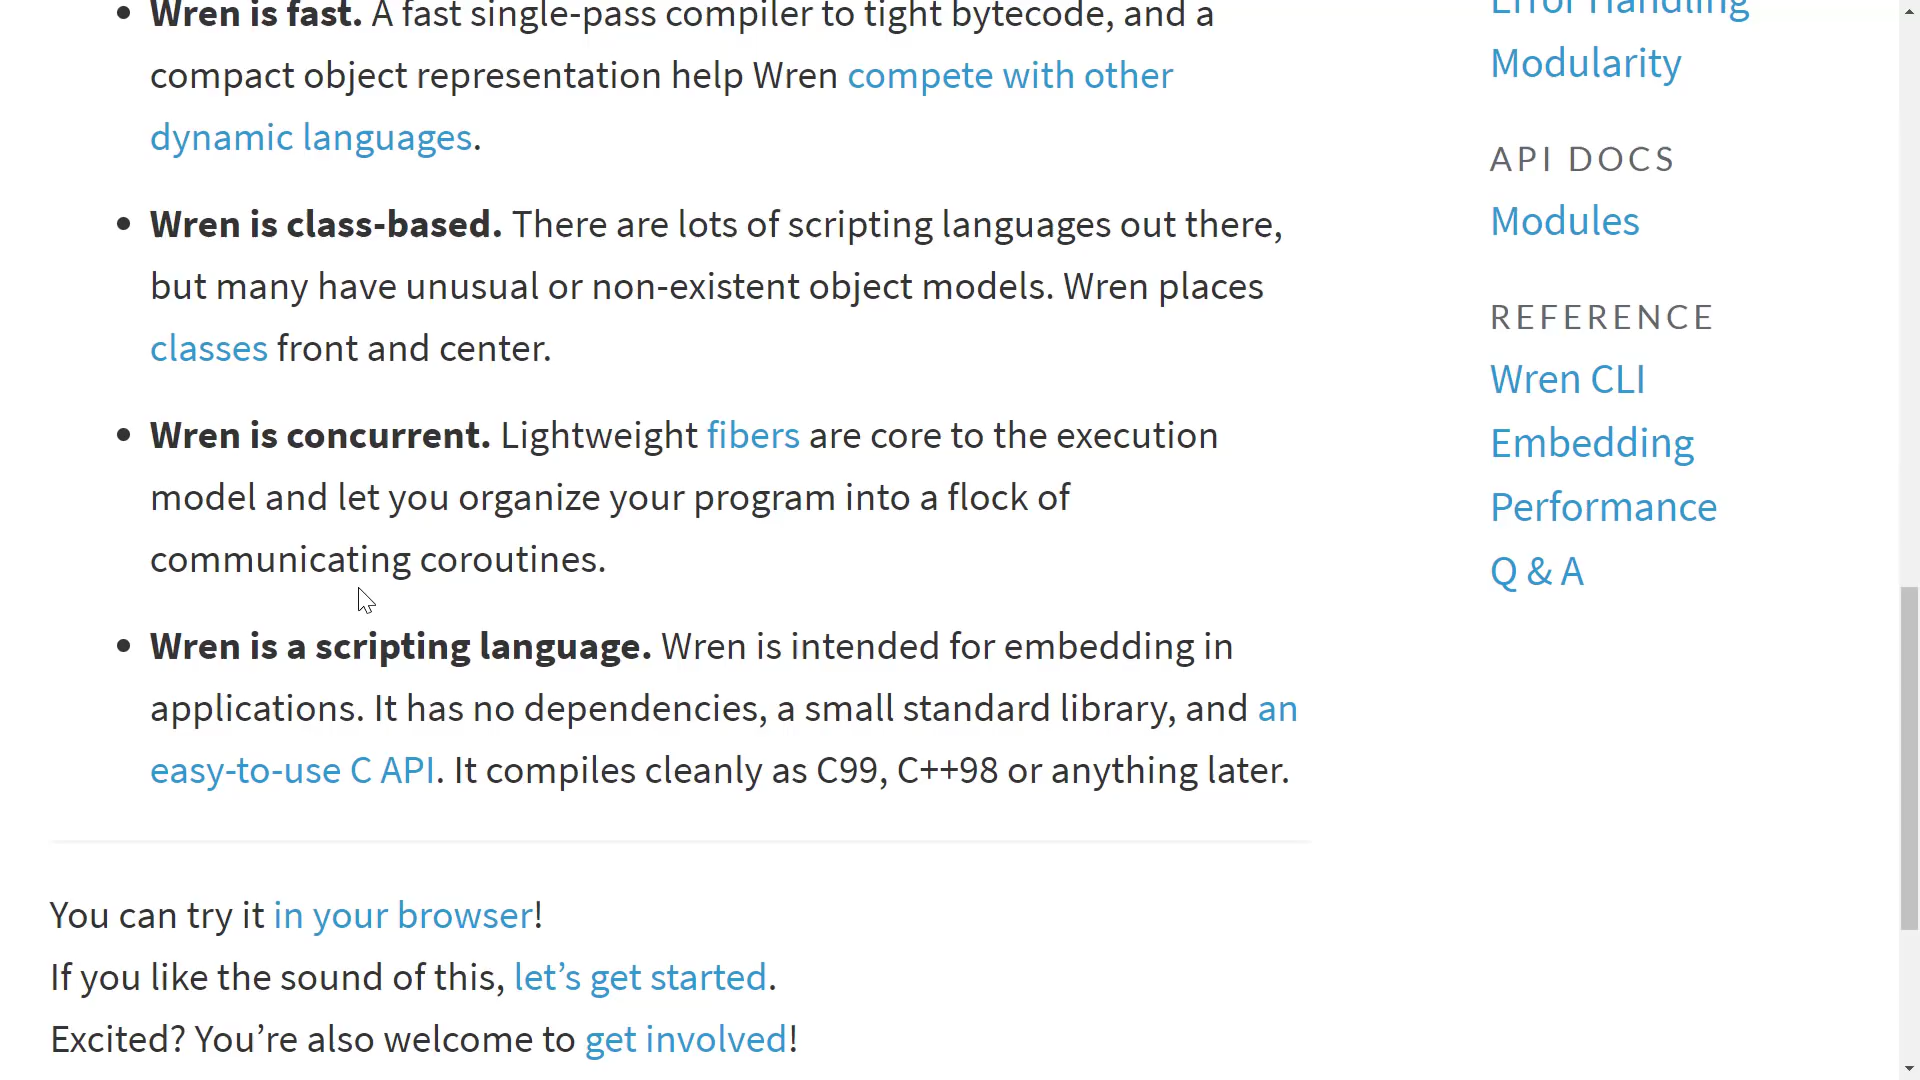 Wren is fast. A fast single-pass compiler to tight bytecode, and a
compact object representation help Wren compete with other
dynamic languages.
Wren is class-based. There are lots of scripting languages out there,
but many have unusual or non-existent object models. Wren places
classes front and center.
Wren is concurrent. Lightweight fibers are core to the execution
model and let you organize your program into a flock of
communicating coroutines.
Wren is a scripting language. Wren is intended for embedding in
applications. It has no dependencies, a small standard library, and an
easy-to-use C API. It compiles cleanly as C99, C++98 or anything later.
You can try it in your browser!
If you like the sound of this, let’s get started.
Excited? You’re also welcome to get involved!
Error Handling
Modularity
API DOCS
Modules
REFERENCE
Wren CLI
Embedding
Performance
Q & A